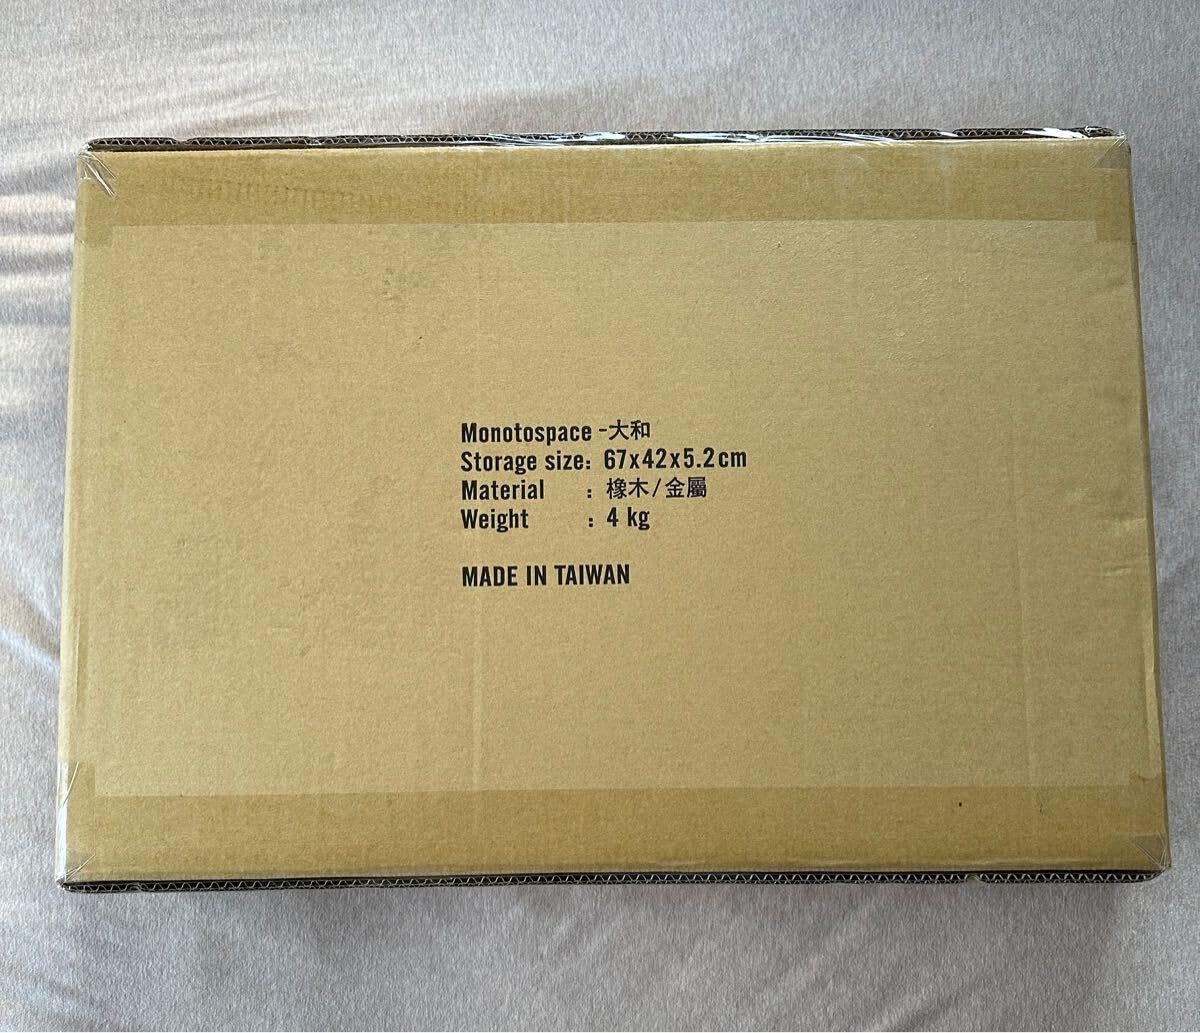 Monotospace -大和
Storage size: 67x42x5.2cm
Material : 橡木/金屬
Weight : 4 kg
MADE IN TAIWAN